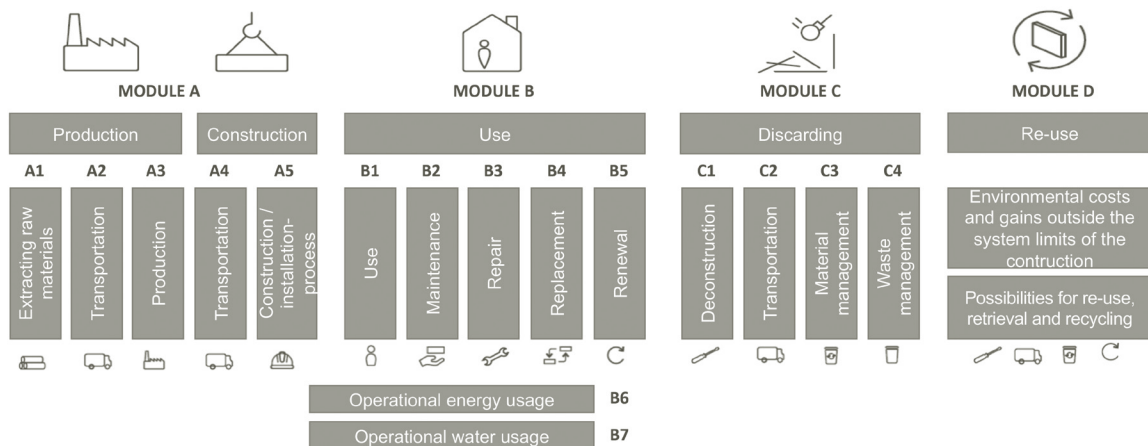 MODULE A
MODULE B
MODULE C
MODULE D
Production
Construction
Use
Discarding
Re-use
A1
A2
A3
A4
A5
B1
B2
B3
B4
B5
C1
C2
C3
C4
Extracting raw
materials
Transportation
Production
Transportation
Construction /
installation-
process
Use
Maintenance
Repair
Replacement
Renewal
Deconstruction
Transportation
Material
management
Waste
management
Environmental costs
and gains outside the
system limits of the
contruction
Possibilities for re-use,
retrieval and recycling
Operational energy usage
B6
Operational water usage
B7